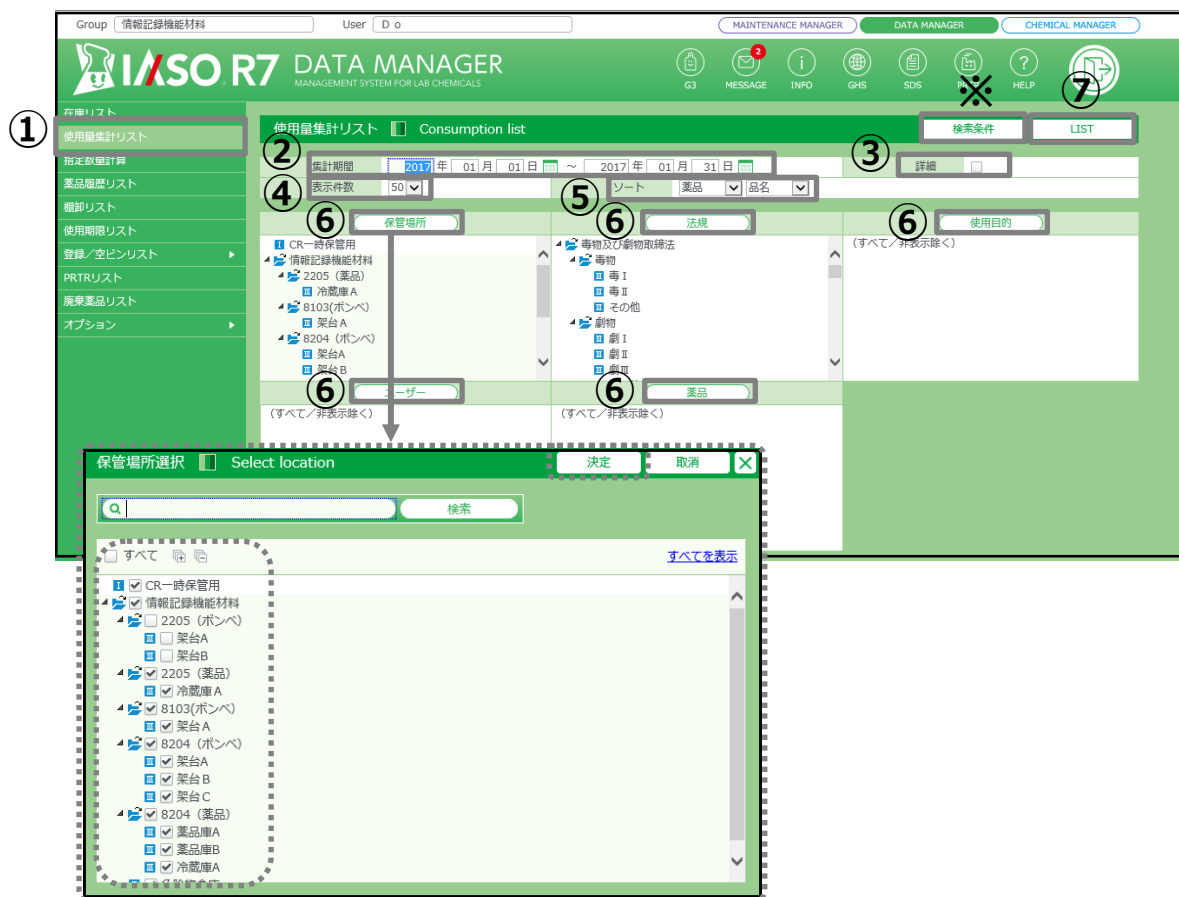 Group 情報記録機能材料 User D o MAINTENANCE MANAGER DATA MANAGER CHEMICAL MANAGER
IASO R7 DATA MANAGER
MANAGEMENT SYSTEM FOR LAB CHEMICALS
2
G3 MESSAGE INFO GHS SDS HELP
※ ⑦
在庫リスト
① 使用量集計リスト
指定数量計算
薬品履歴リスト
棚卸リスト
使用期限リスト
登録/空ビンリスト
PRTRリスト
廃棄薬品リスト
オプション
使用量集計リスト Consumption list 検索条件 LIST
② 集計期間 2017 年 01 月 01 日 ~ 2017 年 01 月 31 日 ③ 詳細
④ 表示件数 50 ⑤ ソート 薬品 品名
⑥ 保管場所 ⑥ 法規 ⑥ 使用目的
CR一時保管用
情報記録機能材料
2205(薬品)
冷蔵庫A
8103(ボンベ)
架台A
8204(ボンベ)
架台A
架台B
毒物及び劇物取締法
毒物
毒Ⅰ
毒Ⅱ
その他
劇物
劇Ⅰ
劇Ⅱ
劇Ⅲ
(すべて/非表示除く)
⑥ ユーザー ⑥ 薬品
(すべて/非表示除く) (すべて/非表示除く)
保管場所選択 Select location 決定 取消
検索
すべて すべてを表示
CR一時保管用
情報記録機能材料
2205(ボンベ)
架台A
架台B
2205(薬品)
冷蔵庫A
8103(ボンベ)
架台A
8204(ボンベ)
架台A
架台B
架台C
8204(薬品)
薬品庫A
薬品庫B
冷蔵庫A